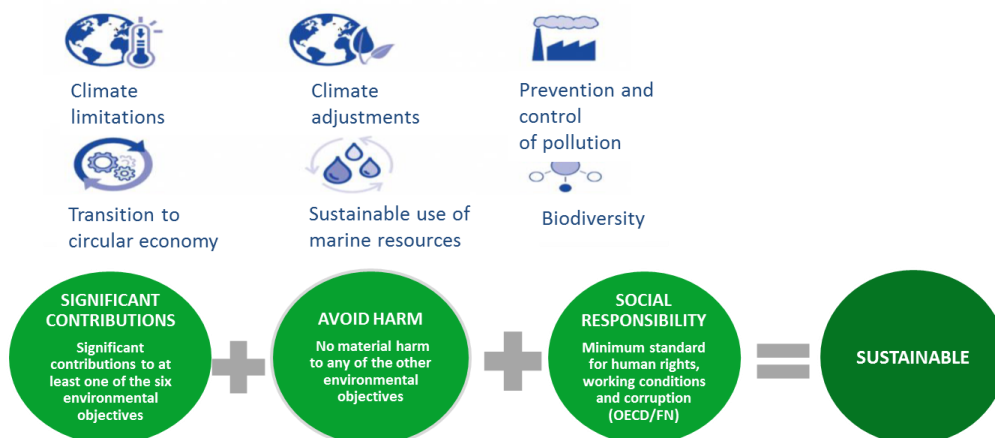 Climate
limitations
Climate
adjustments
Prevention and
control
of pollution
Transition to
circular economy
Sustainable use of
marine resources
Biodiversity
SIGNIFICANT
CONTRIBUTIONS
Significant
contributions to at
least one of the six
environmental
objectives
AVOID HARM
No material harm
to any of the other
environmental
objectives
SOCIAL
RESPONSIBILITY
Minimum standard
for human rights,
working conditions
and corruption
(OECD/FN)
SUSTAINABLE